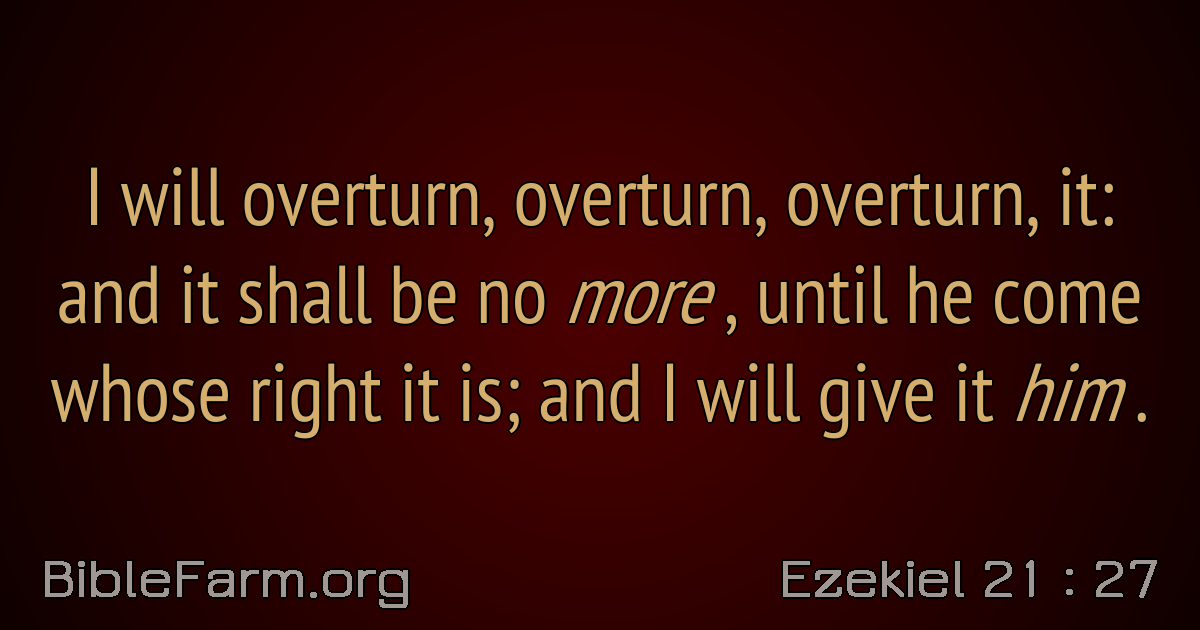 I will overturn, overturn, overturn, it:
and it shall be no more , until he come
whose right it is; and I will give it him .
BibleFarm.org
Ezekiel 21 : 27